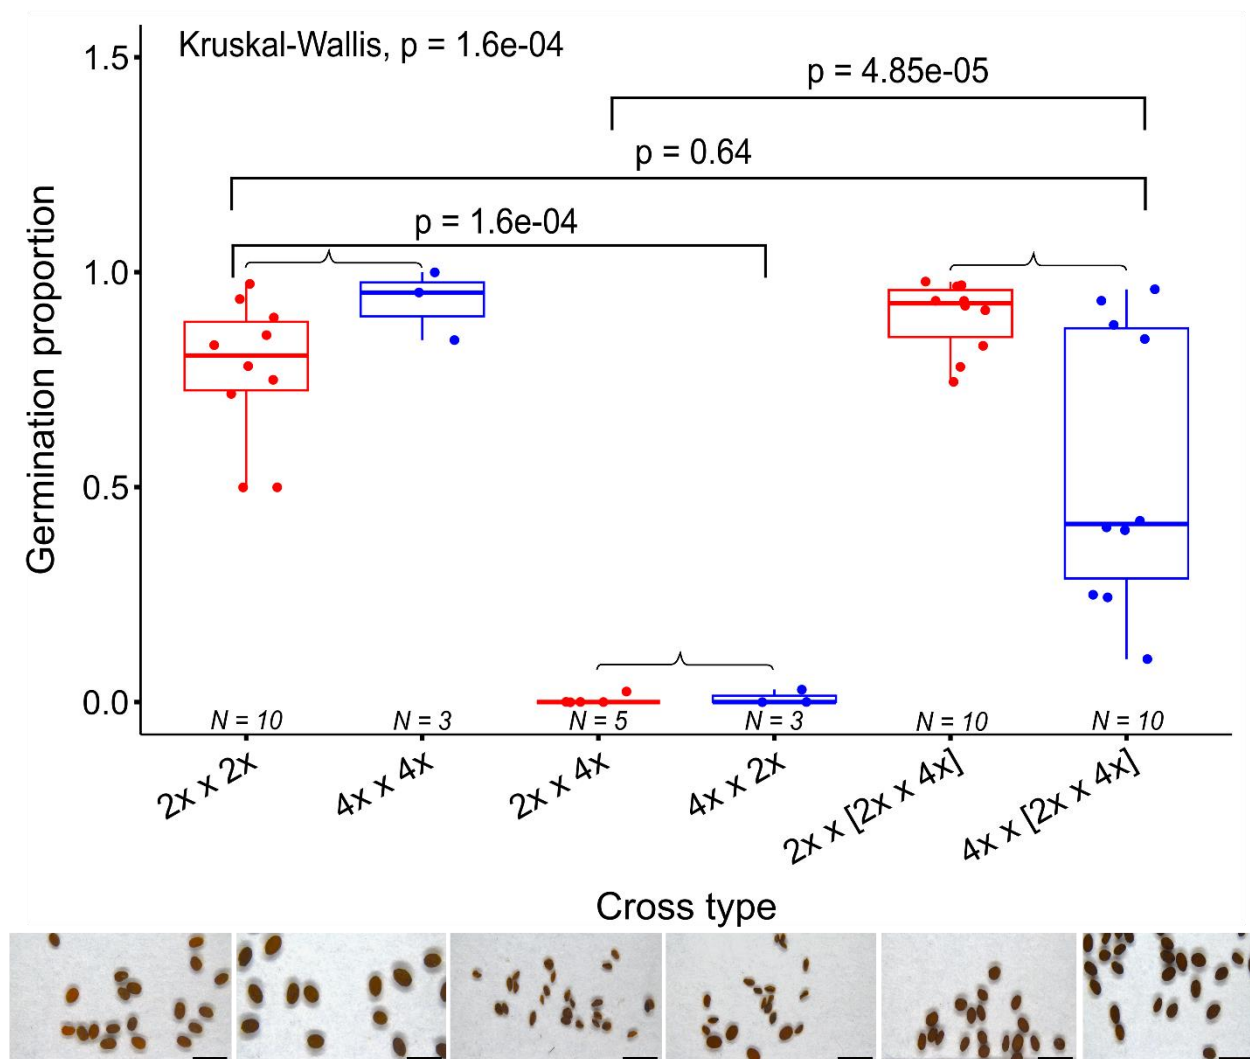 Kruskal-Wallis, p = 1.6e-04
p = 4.85e-05
p = 0.64
p = 1.6e-04
1.5
1.0
0.5
0.0
Germination proportion
N = 10 N = 3 N = 5 N = 3 N = 10 N = 10
2x x 2x 4x x 4x 2x x 4x 4x x 2x 2x x [2x x 4x] 4x x [2x x 4x]
Cross type